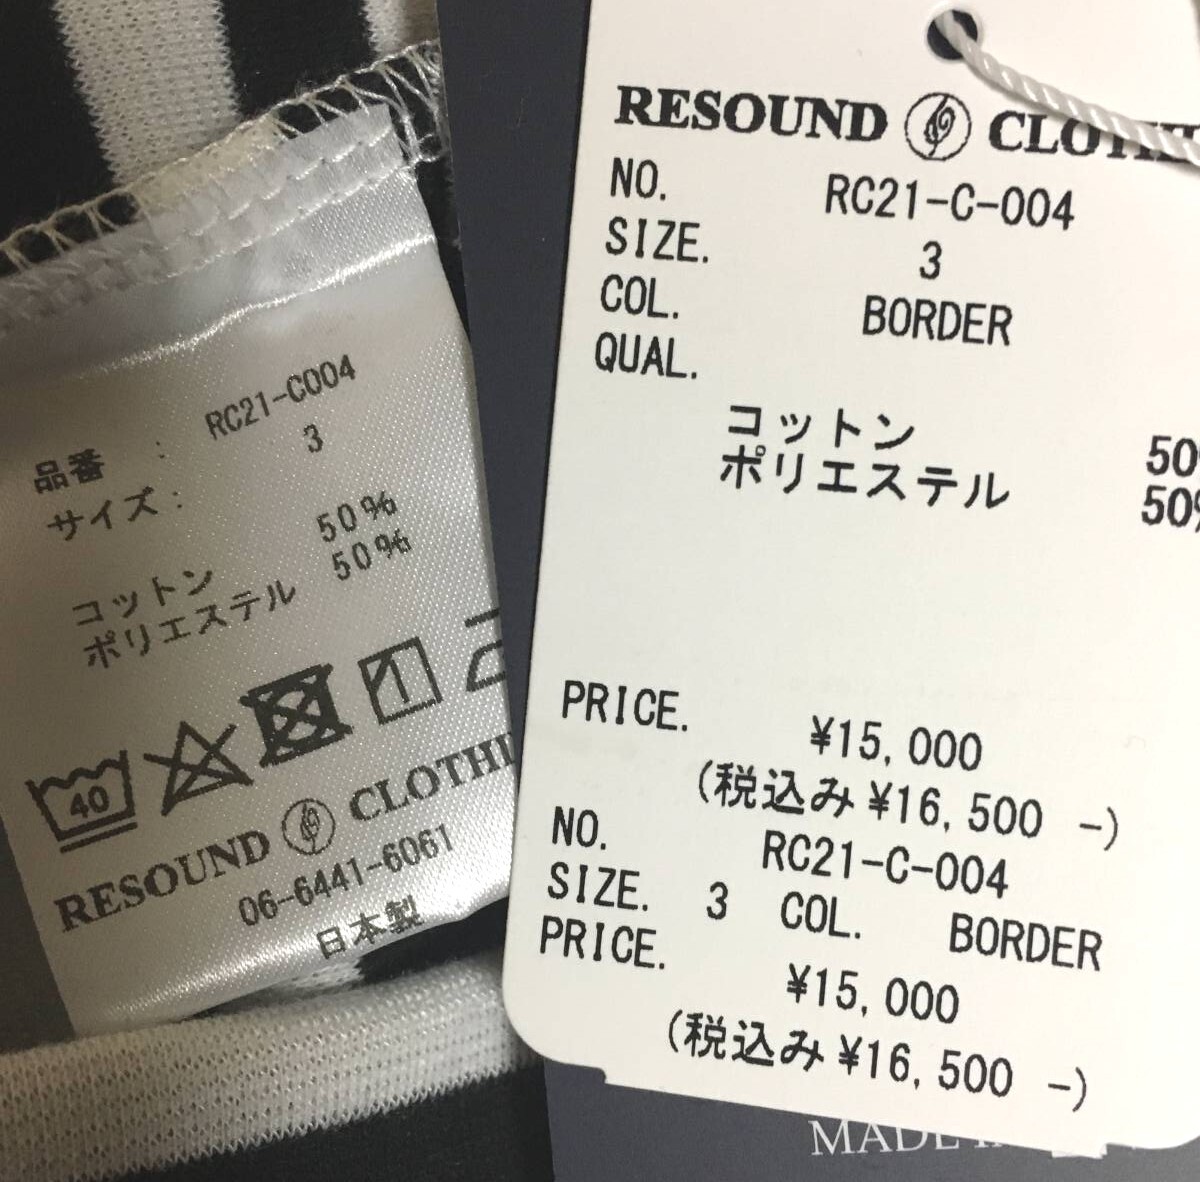 品番 : RC21-C004
サイズ: 3
コットン 50%
ポリエステル 50%
40
RESOUND CLOTHI
06-6441-6061
日本製
RESOUND CLOTHI
NO. RC21-C-004
SIZE. 3
COL. BORDER
QUAL.
コットン 50
ポリエステル 50%
PRICE. ¥15,000
(税込み¥16,500 -)
NO. RC21-C-004
SIZE. 3 COL. BORDER
PRICE. ¥15,000
(税込み¥16,500 -)
MADE